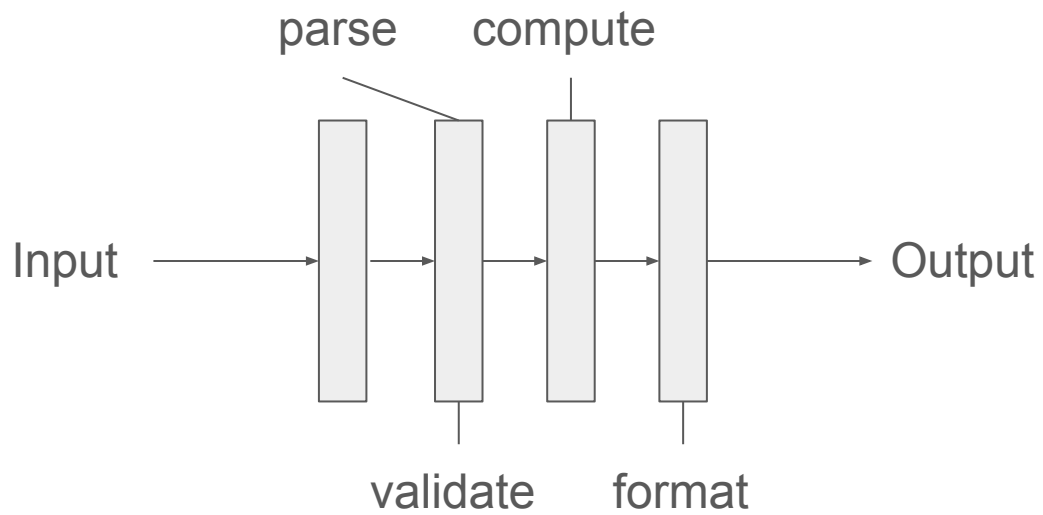 parse
compute
Input
Output
validate
format